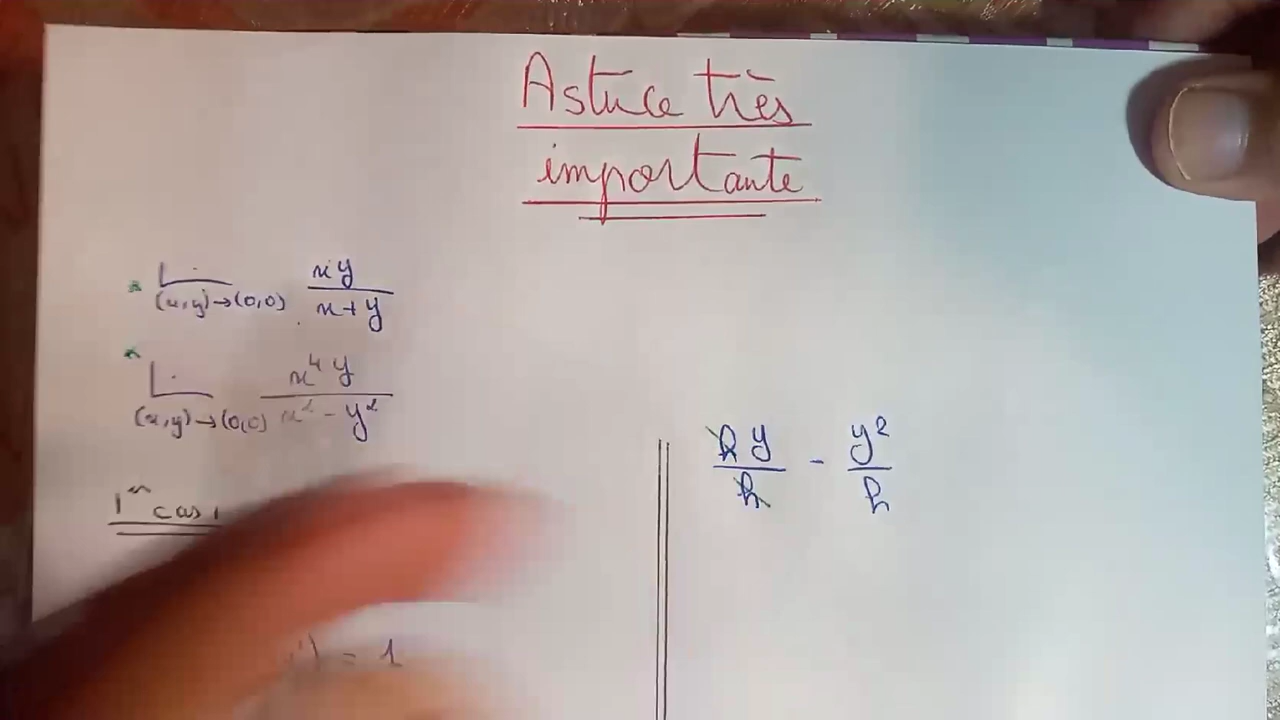 Astuce très
importante
* Lim (x,y)→(0,0) xy / x+y
* Lim (x,y)→(0,0) x⁴y / x² - y²
1er cas :
) = 1
hy / h - y² / h